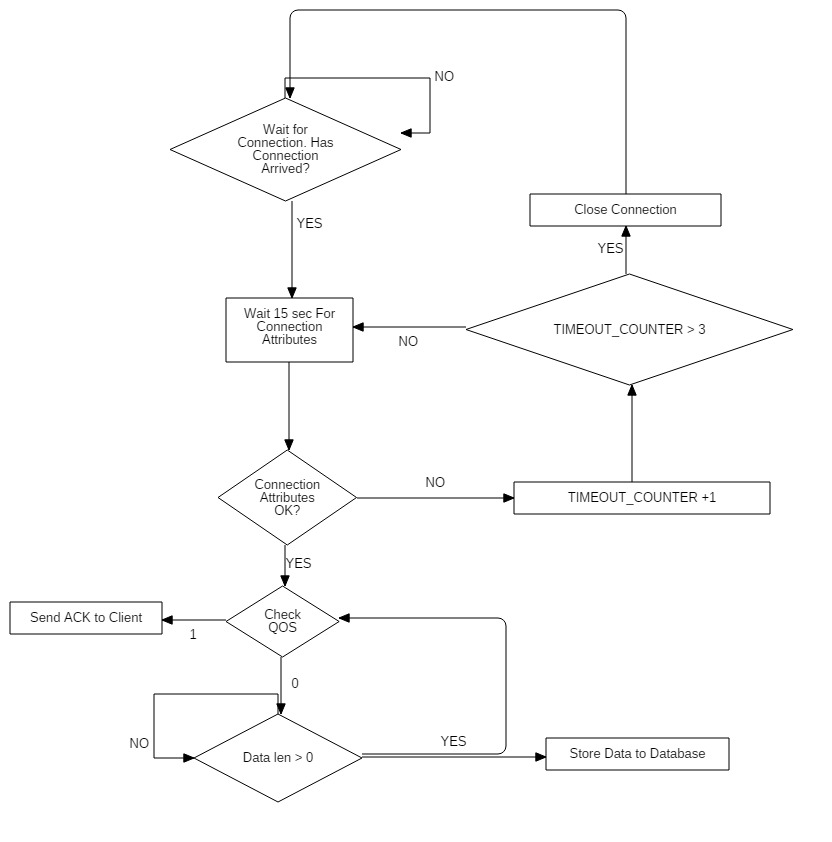 NO
Wait for
Connection. Has
Connection
Arrived?
Close Connection
YES
YES
Wait 15 sec For
Connection
Attributes
NO
TIMEOUT_COUNTER > 3
Connection
Attributes
OK?
NO
TIMEOUT_COUNTER +1
YES
Send ACK to Client
1
Check
QOS
0
NO
Data len > 0
YES
Store Data to Database